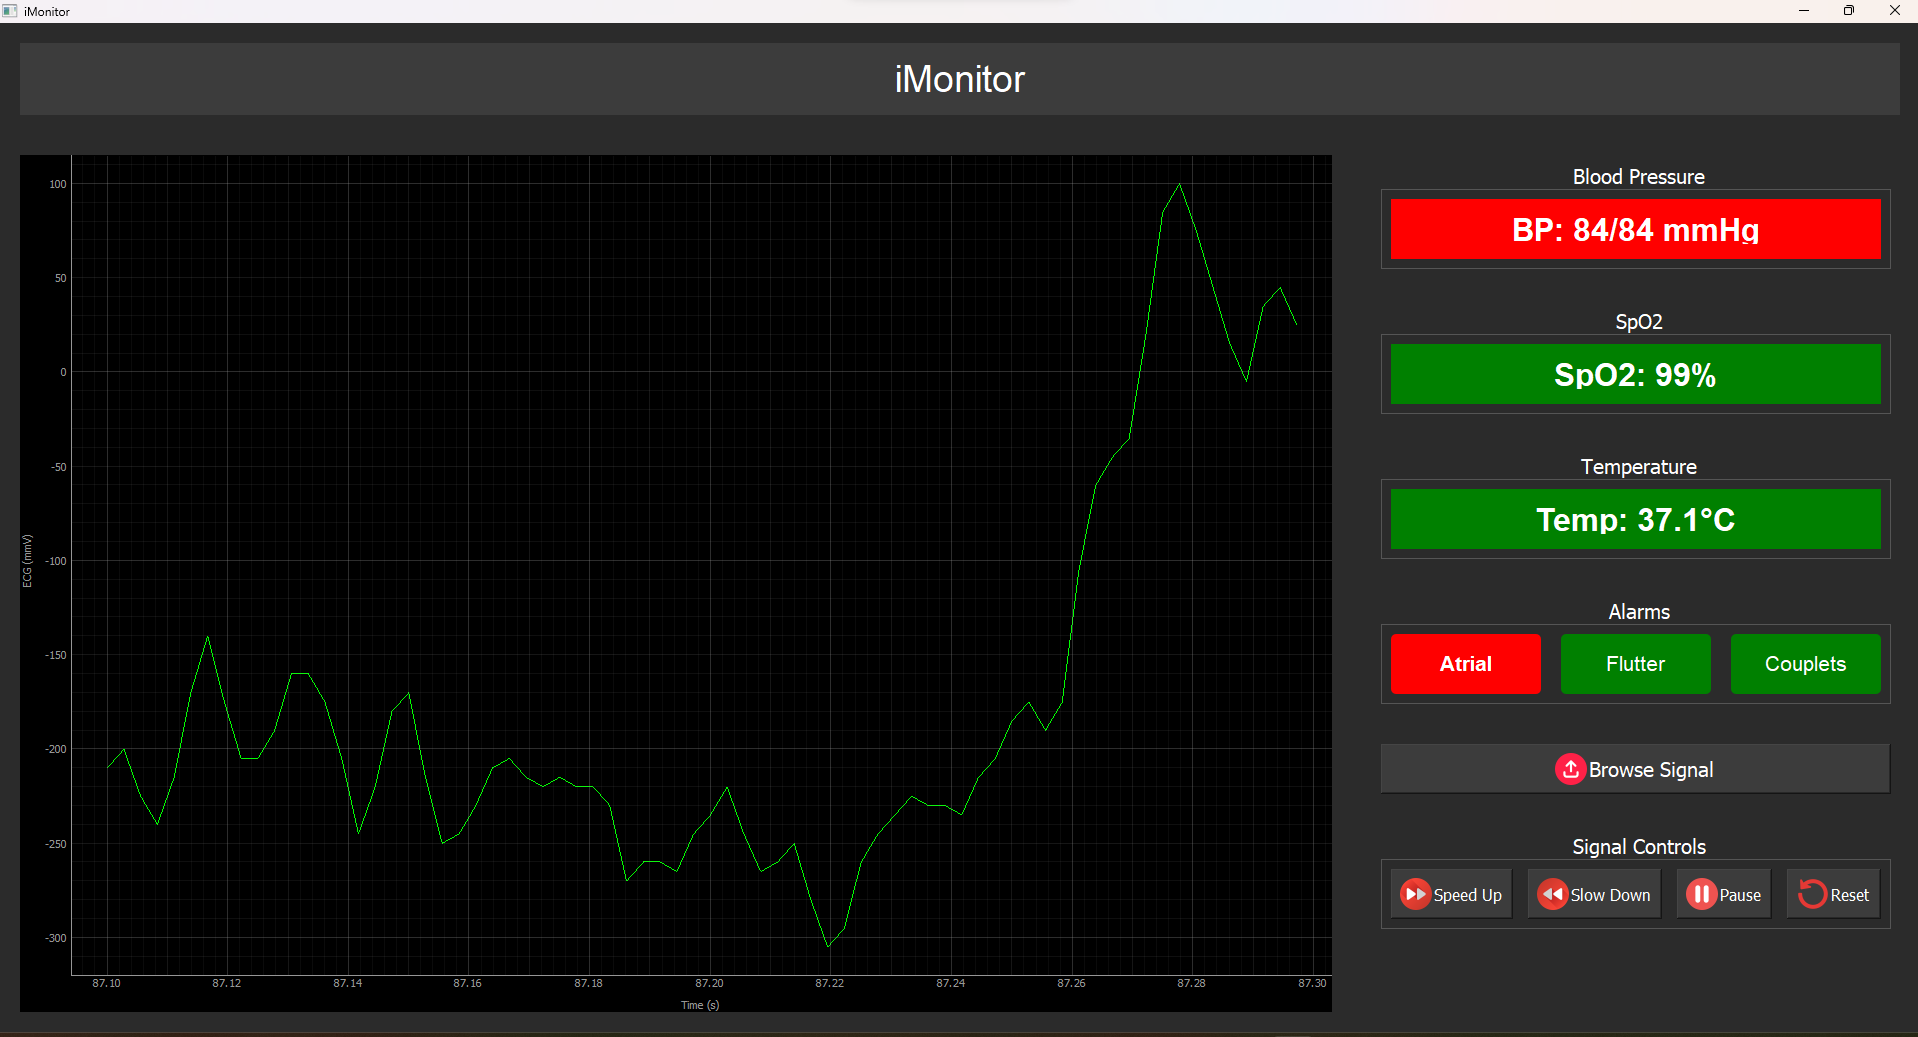 iMonitor
iMonitor
100
50
0
-50
-100
-150
-200
-250
-300
ECG (mmV)
87.10 87.12 87.14 87.16 87.18 87.20 87.22 87.24 87.26 87.28 87.30
Time (s)
Blood Pressure
BP: 84/84 mmHg
SpO2
SpO2: 99%
Temperature
Temp: 37.1°C
Alarms
Atrial Flutter Couplets
Browse Signal
Signal Controls
Speed Up Slow Down Pause Reset